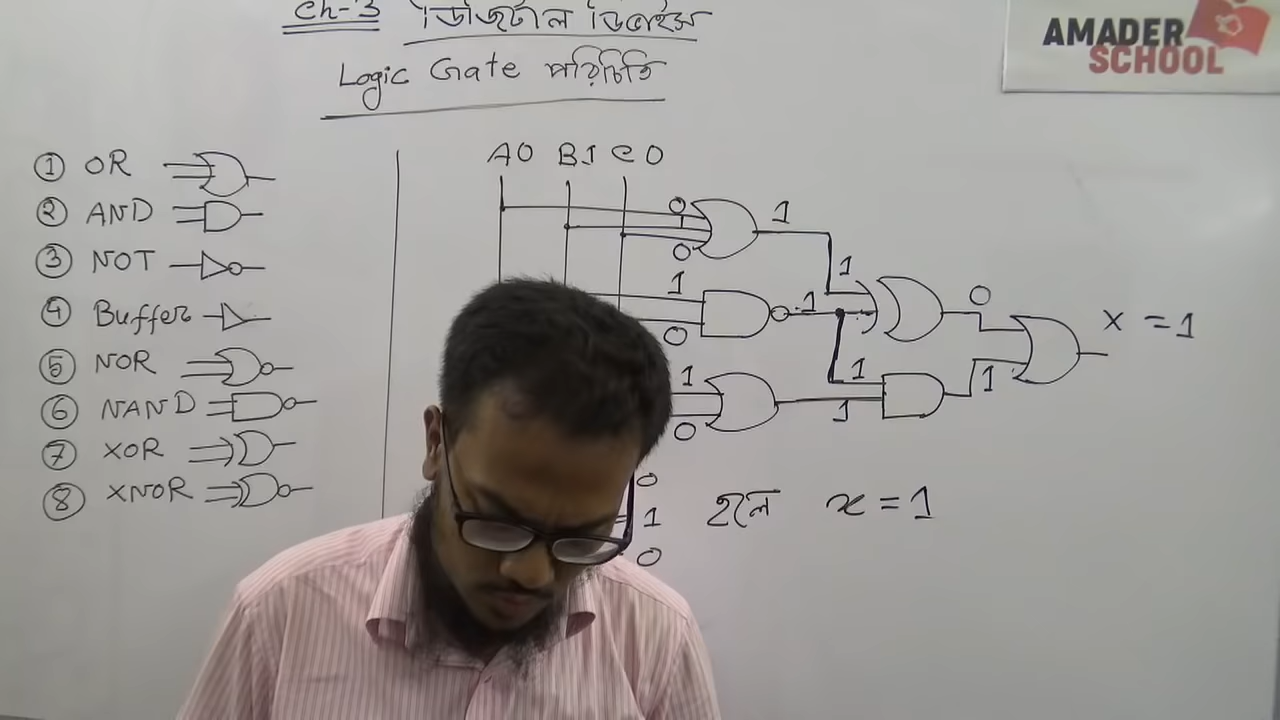 Ch-3 ডিজিটাল ডিভাইস
Logic Gate পরিচিতি
AMADER
SCHOOL
① OR
② AND
③ NOT
④ Buffer
⑤ NOR
⑥ NAND
⑦ XOR
⑧ XNOR
A0 B1 C0
0
1
0
1
1
1
0
1
0
1
0
1
1
1
x = 1
0
1
0
হলে x = 1